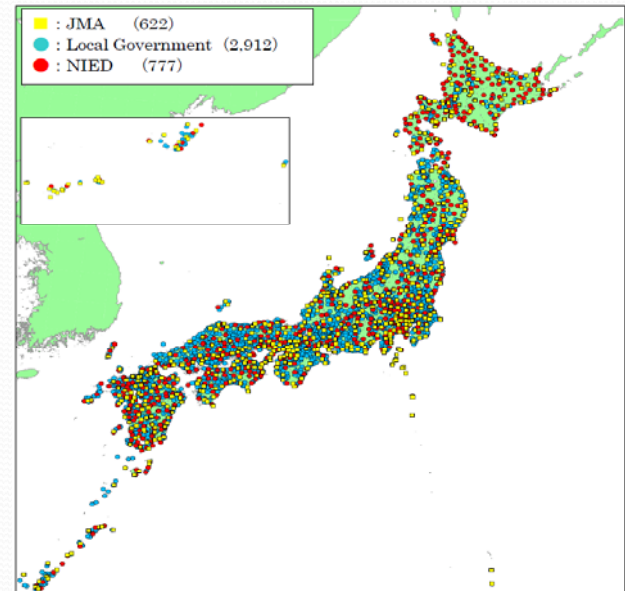 : JMA (622)
: Local Government (2,912)
: NIED (777)